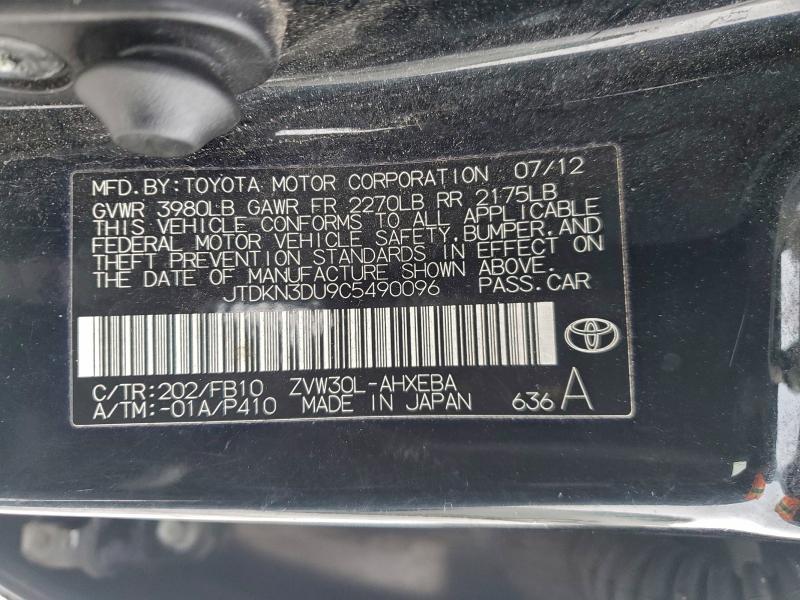 MFD.BY:TOYOTA MOTOR CORPORATION 07/12
GVWR 3980LB GAWR FR 2270LB RR 2175LB
THIS VEHICLE CONFORMS TO ALL APPLICABLE
FEDERAL MOTOR VEHICLE SAFETY,BUMPER,AND
THEFT PREVENTION STANDARDS IN EFFECT ON
THE DATE OF MANUFACTURE SHOWN ABOVE.
JTDKN3DU9C5490096 PASS.CAR
C/TR:202/FB10 ZVW30L-AHXEBA
A/TM:-01A/P410 MADE IN JAPAN 636 A